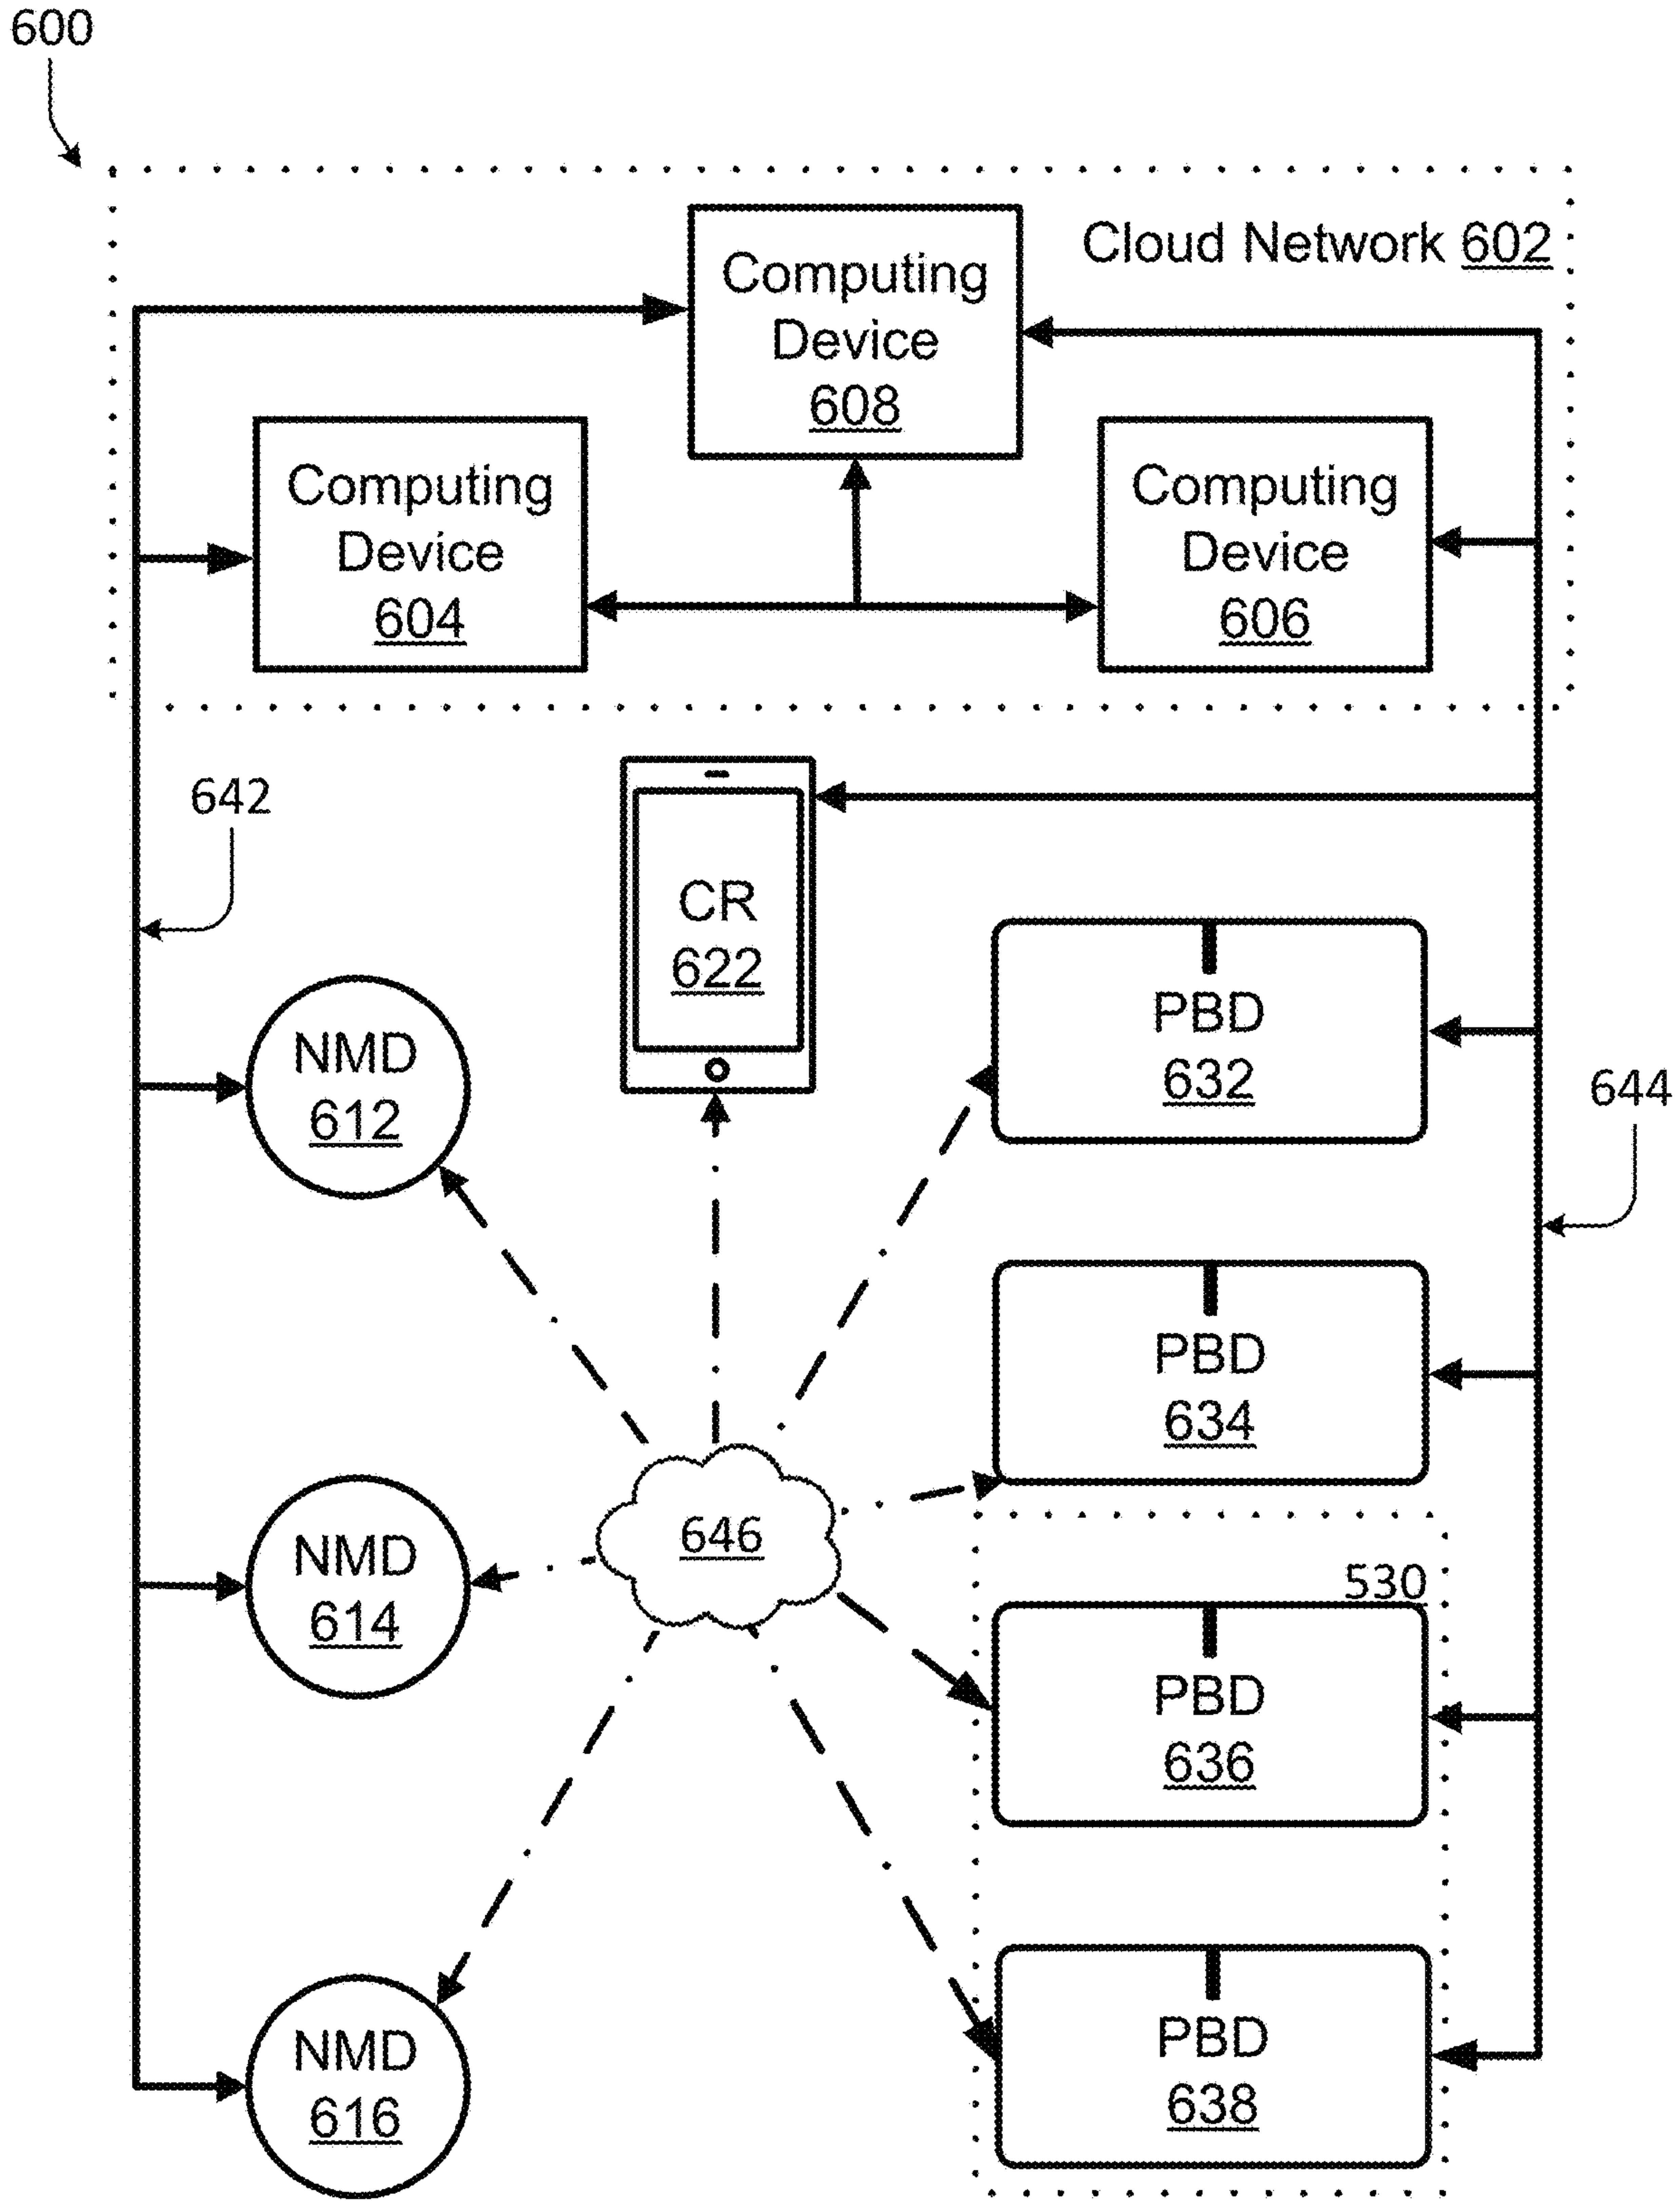 600
Cloud Network 602
Computing
Device
608
Computing
Device
604
Computing
Device
606
642
CR
622
NMD
612
PBD
632
644
PBD
634
646
NMD
614
530
PBD
636
NMD
616
PBD
638